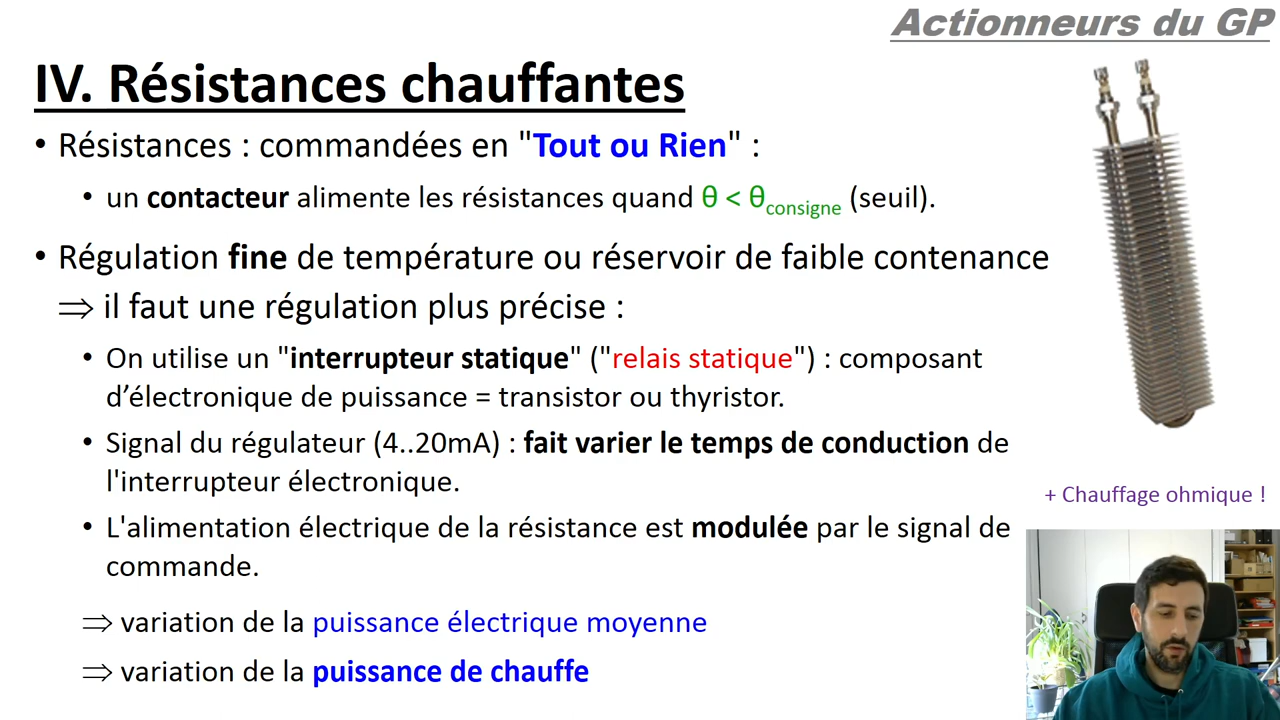 Actionneurs du GP
IV. Résistances chauffantes
• Résistances : commandées en "Tout ou Rien" :
• un contacteur alimente les résistances quand θ < θconsigne (seuil).
• Régulation fine de température ou réservoir de faible contenance
⇒ il faut une régulation plus précise :
• On utilise un "interrupteur statique" ("relais statique") : composant
d’électronique de puissance = transistor ou thyristor.
• Signal du régulateur (4..20mA) : fait varier le temps de conduction de
l'interrupteur électronique.
• L'alimentation électrique de la résistance est modulée par le signal de
commande.
⇒ variation de la puissance électrique moyenne
⇒ variation de la puissance de chauffe
+ Chauffage ohmique !